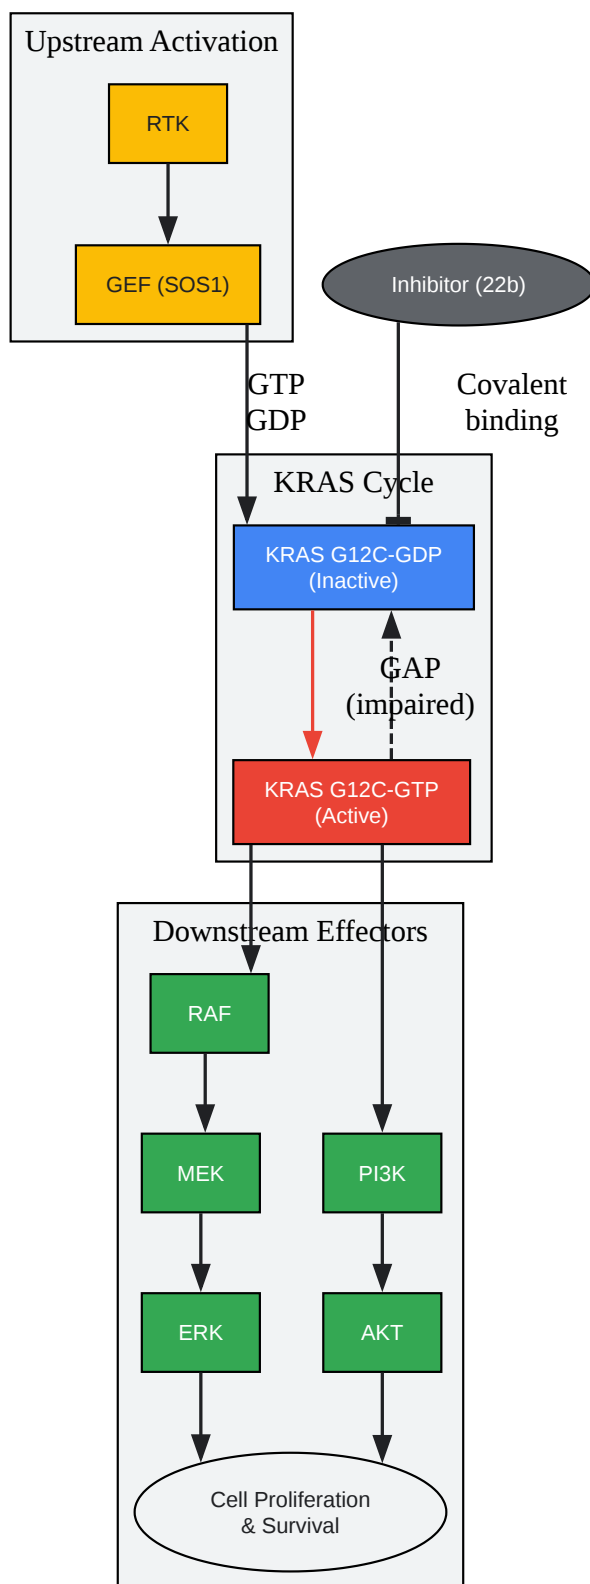 Upstream Activation
RTK
GEF (SOS1)
Inhibitor (22b)
GTP
GDP
Covalent
binding
KRAS Cycle
KRAS G12C-GDP
(Inactive)
GAP
(impaired)
KRAS G12C-GTP
(Active)
Downstream Effectors
RAF
MEK
PI3K
ERK
AKT
Cell Proliferation
& Survival